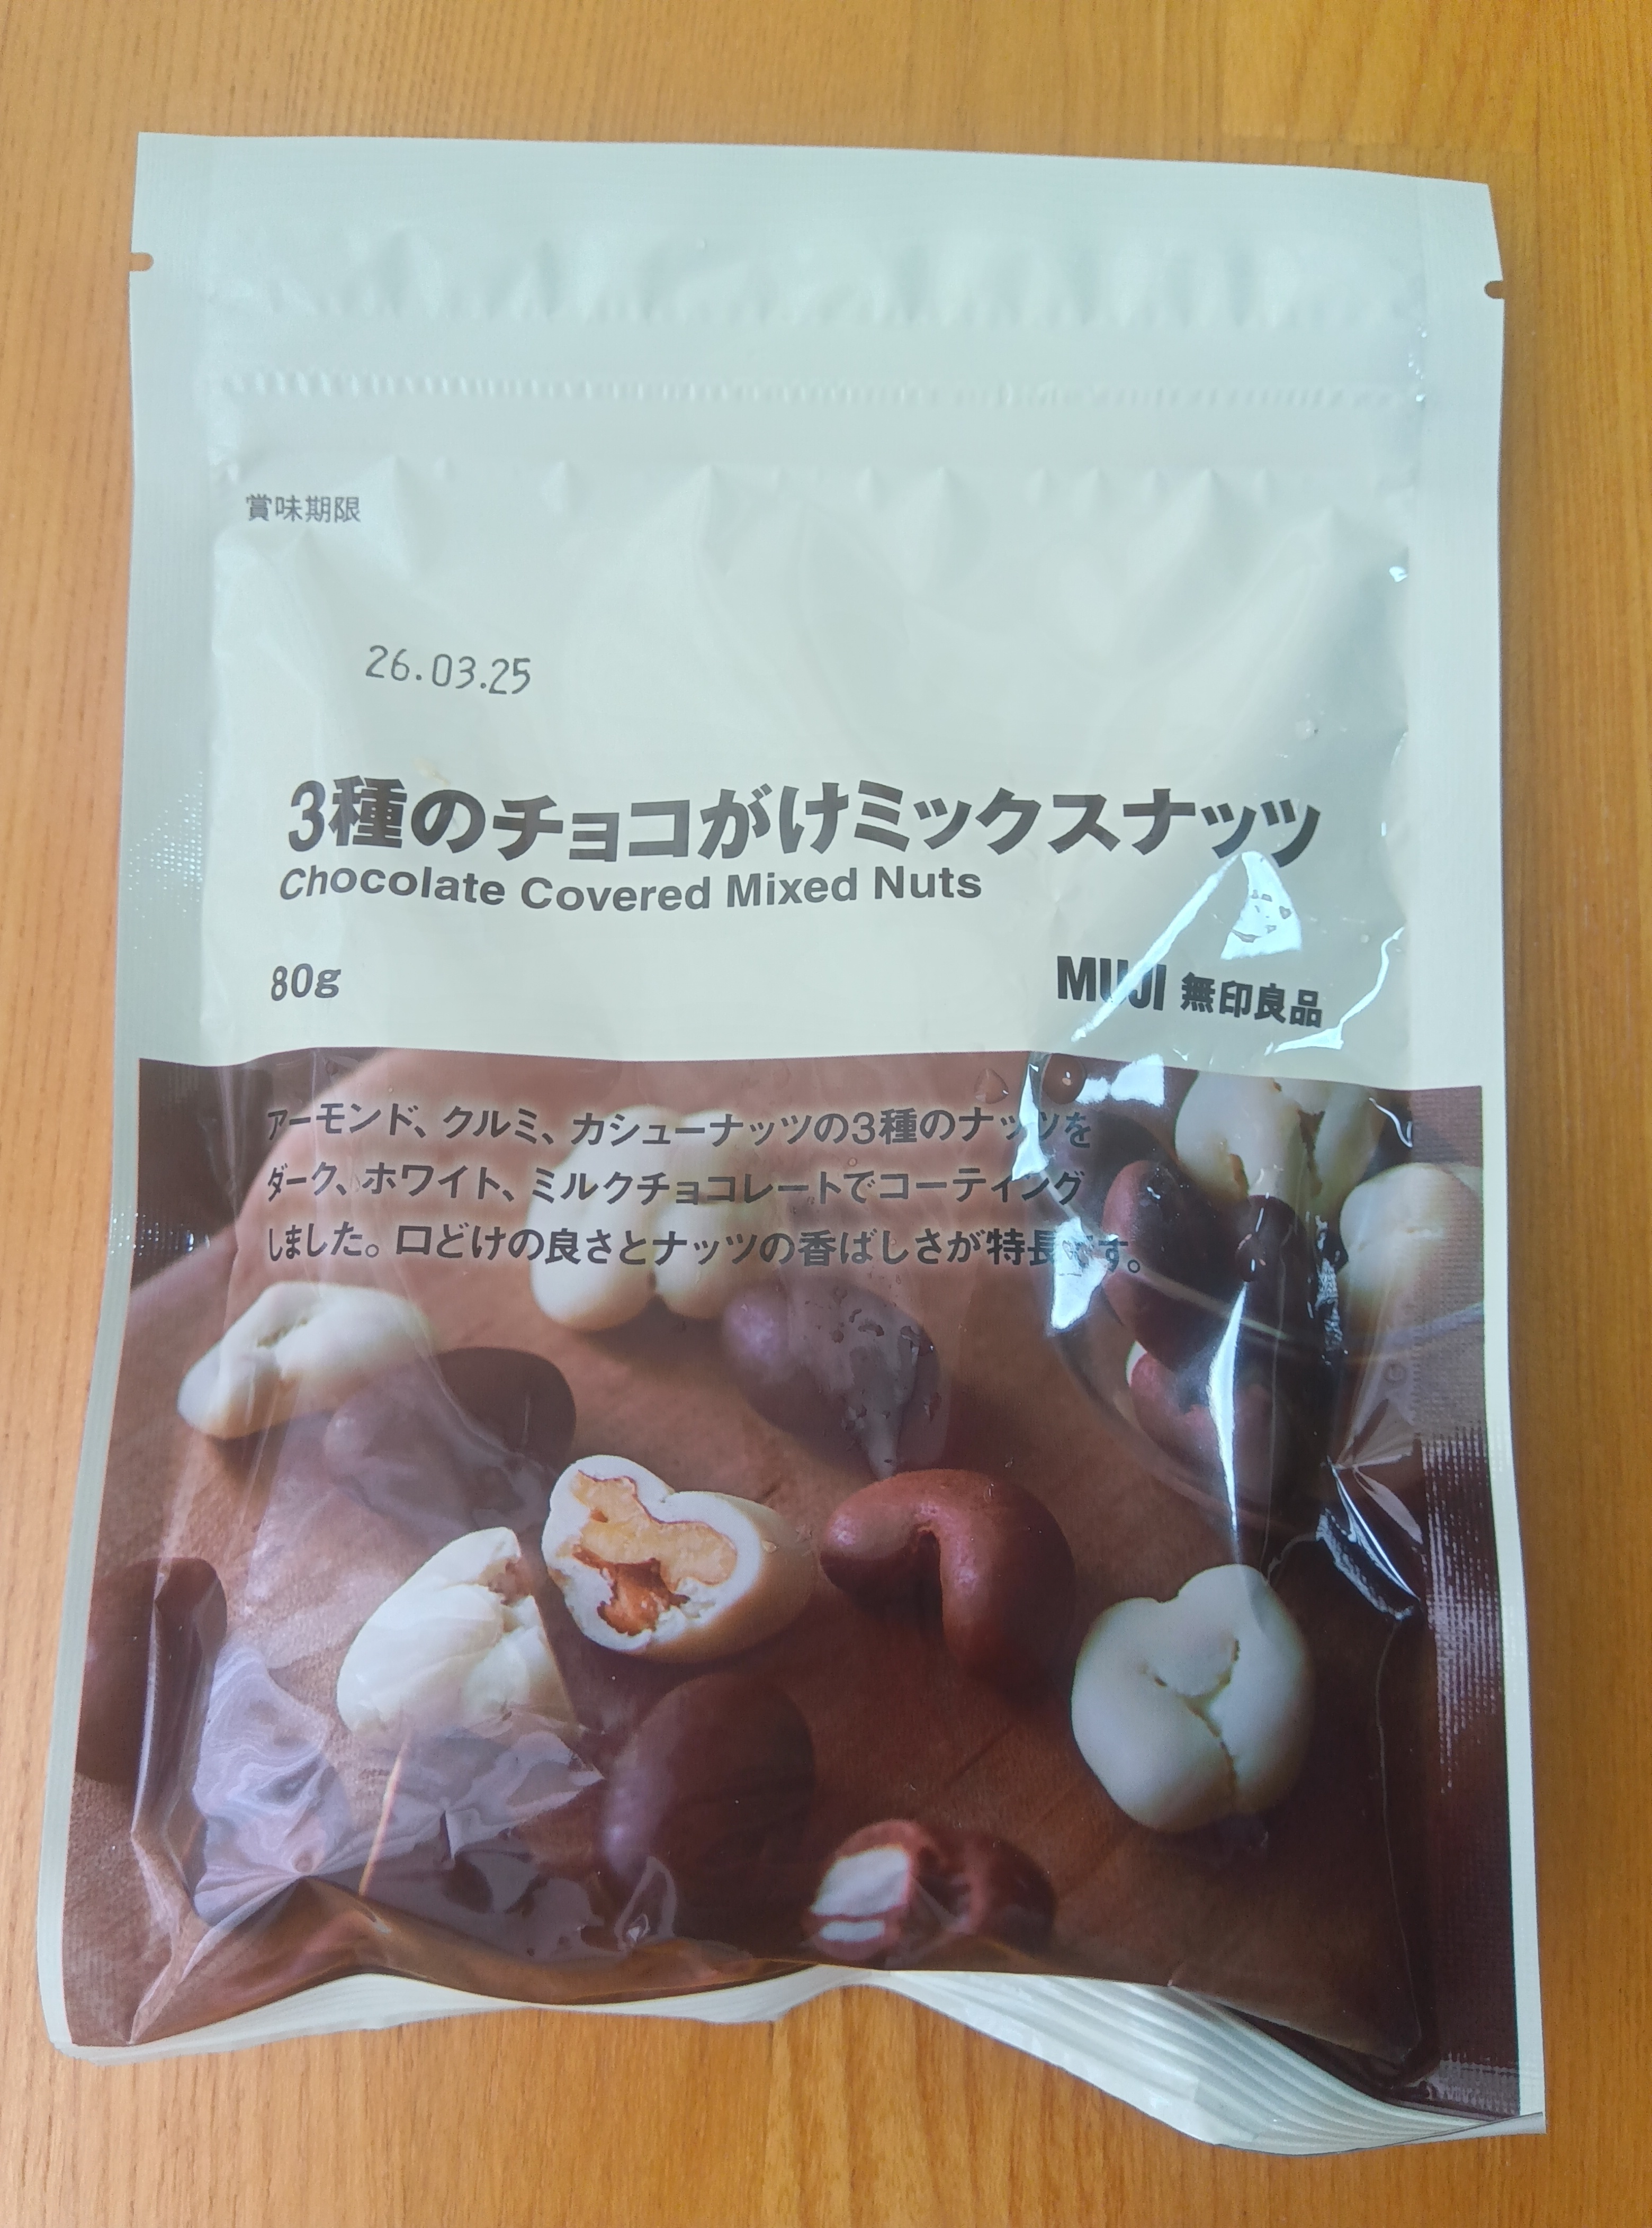 賞味期限
26.03.25
3種のチョコがけミックスナッツ
Chocolate Covered Mixed Nuts
80g
MUJI 無印良品
アーモンド、クルミ、カシューナッツの3種のナッツを
ダーク、ホワイト、ミルクチョコレートでコーティング
しました。口どけの良さとナッツの香ばしさが特長です。